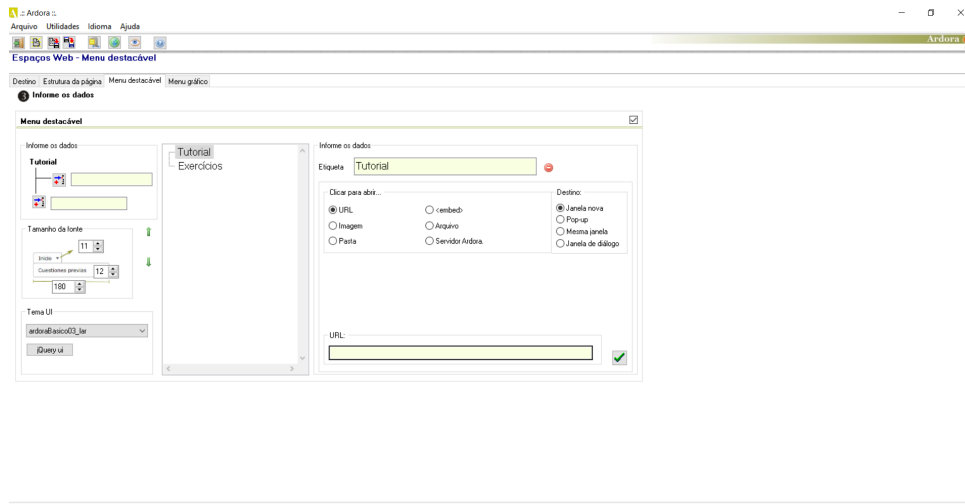 .:: Ardora ::.
Arquivo Utilidades Idioma Ajuda
Ardora
Espaços Web - Menu destacável
Destino Estrutura da página Menu destacável Menu gráfico
3 Informe os dados
Menu destacável
Informe os dados
Tutorial
Tamanho da fonte
11
Inicio
Cuestiones previas 12
180
Tema UI
ardoraBasico03_lar
jQuery ui
Tutorial
Exercícios
Informe os dados
Etiqueta Tutorial
Clicar para abrir...
URL <embed>
Imagem Arquivo
Pasta Servidor Ardora.
Destino:
Janela nova
Pop-up
Mesma janela
Janela de diálogo
URL: